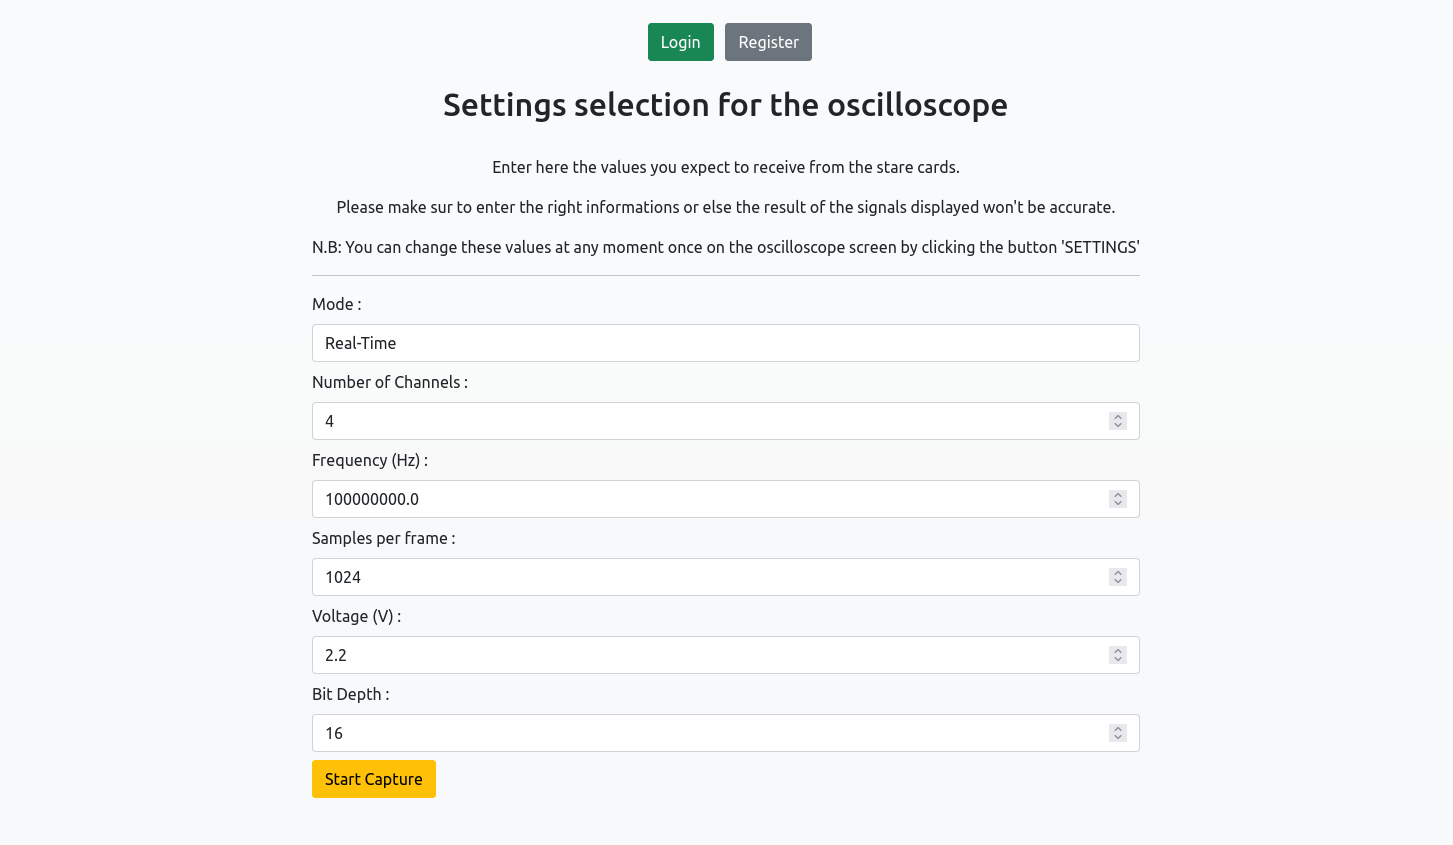 Login Register
Settings selection for the oscilloscope
Enter here the values you expect to receive from the stare cards.
Please make sur to enter the right informations or else the result of the signals displayed won't be accurate.
N.B: You can change these values at any moment once on the oscilloscope screen by clicking the button 'SETTINGS'
Mode :
Real-Time
Number of Channels :
4
Frequency (Hz) :
100000000.0
Samples per frame :
1024
Voltage (V) :
2.2
Bit Depth :
16
Start Capture